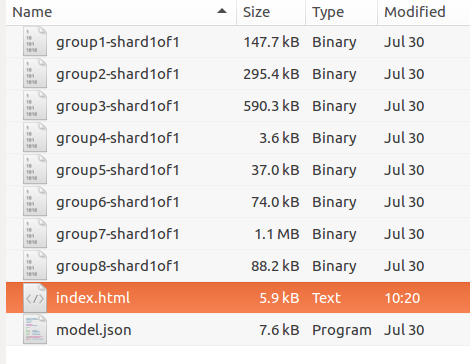 Name Size Type Modified
group1-shard1of1 147.7 kB Binary Jul 30
group2-shard1of1 295.4 kB Binary Jul 30
group3-shard1of1 590.3 kB Binary Jul 30
group4-shard1of1 3.6 kB Binary Jul 30
group5-shard1of1 37.0 kB Binary Jul 30
group6-shard1of1 74.0 kB Binary Jul 30
group7-shard1of1 1.1 MB Binary Jul 30
group8-shard1of1 88.2 kB Binary Jul 30
index.html 5.9 kB Text 10:20
model.json 7.6 kB Program Jul 30